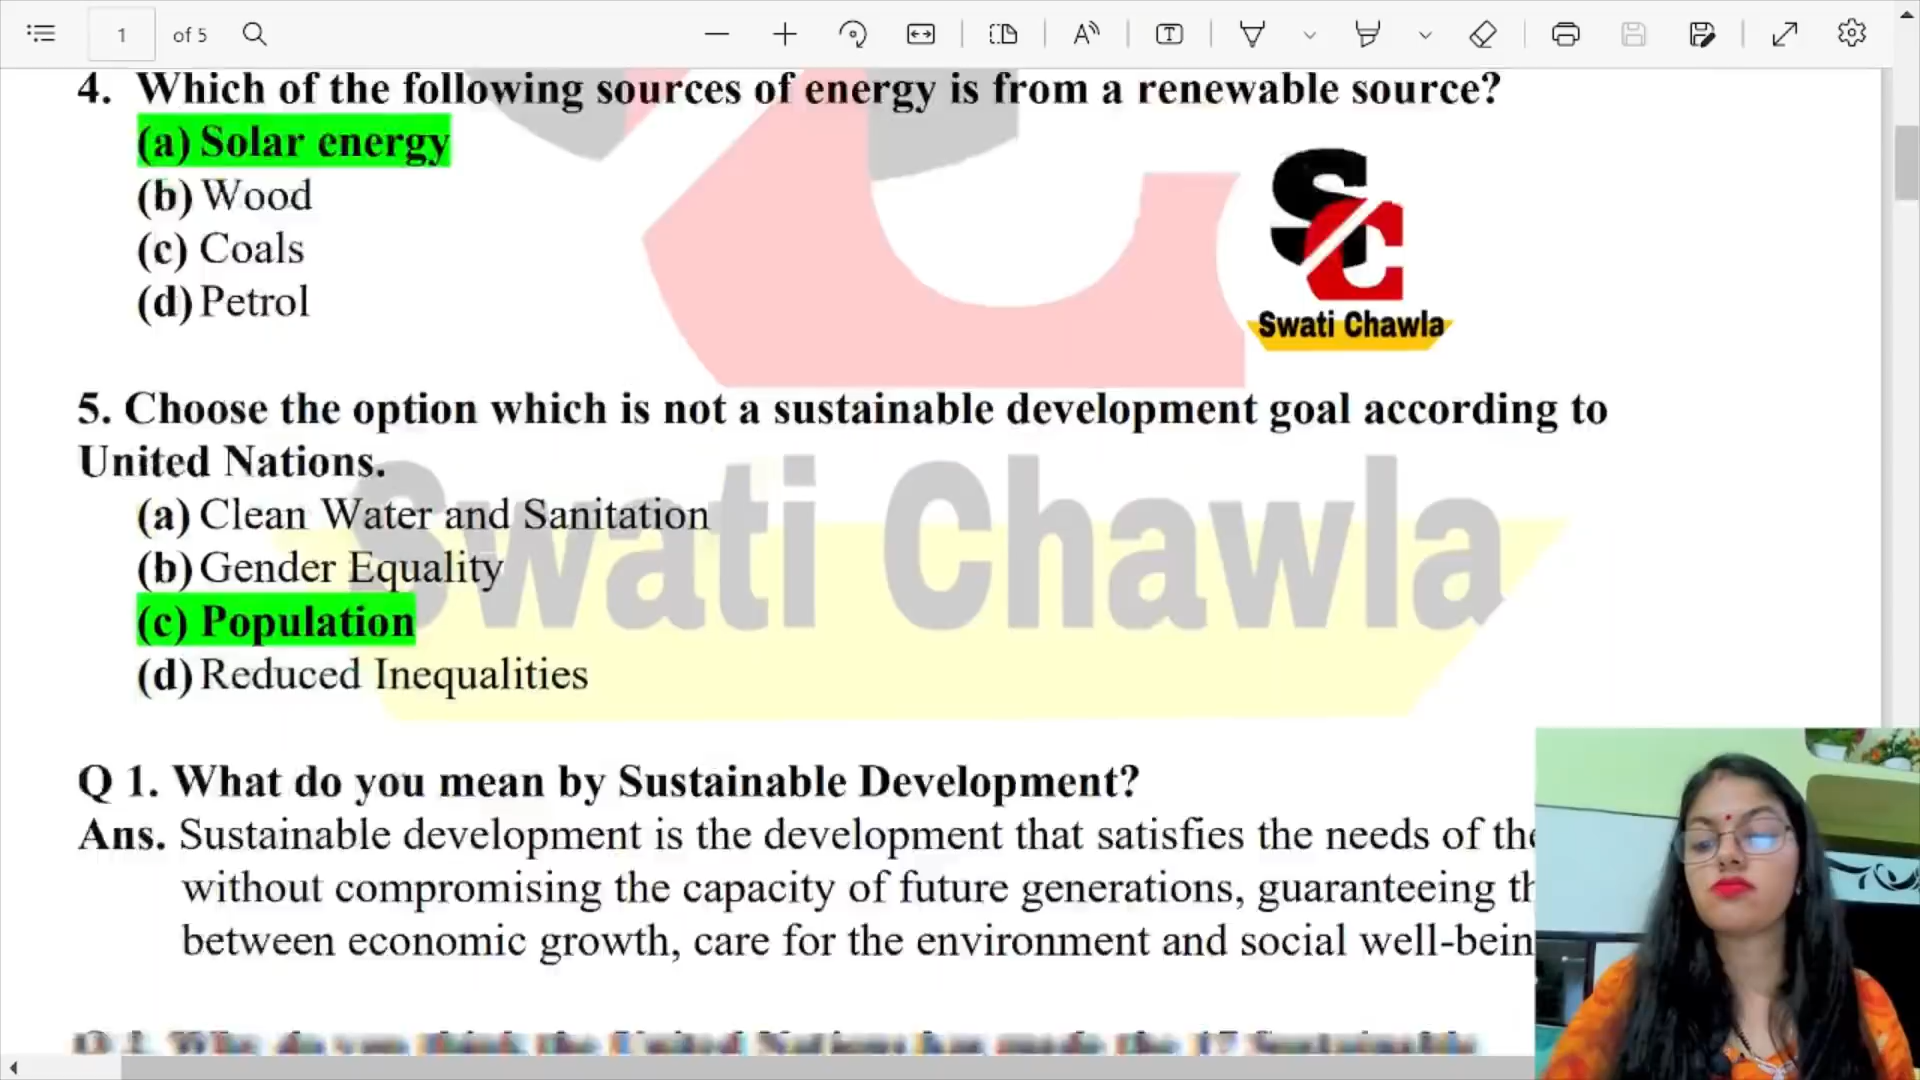 1 of 5
4. Which of the following sources of energy is from a renewable source?
(a) Solar energy
(b) Wood
(c) Coals
(d) Petrol
SC
Swati Chawla
5. Choose the option which is not a sustainable development goal according to
United Nations.
(a) Clean Water and Sanitation
(b) Gender Equality
(c) Population
(d) Reduced Inequalities
Swati Chawla
Q 1. What do you mean by Sustainable Development?
Ans. Sustainable development is the development that satisfies the needs of the
without compromising the capacity of future generations, guaranteeing
between economic growth, care for the environment and social